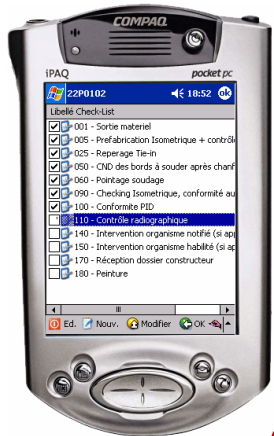 COMPAQ
iPAQ pocket pc
22P0102 18:52 ok
Libellé Check-List
001 - Sortie materiel
005 - Prefabrication Isometrique + contrôl
025 - Reperage Tie-in
050 - CND des bords à souder après chanf
060 - Pointage soudage
090 - Checking Isometrique, conformité au
100 - Conformite PID
110 - Contrôle radiographique
140 - Intervention organisme notifié (si ap
150 - Intervention organisme habilité (si ap
170 - Réception dossier constructeur
180 - Peinture
Ed. Nouv. Modifier OK